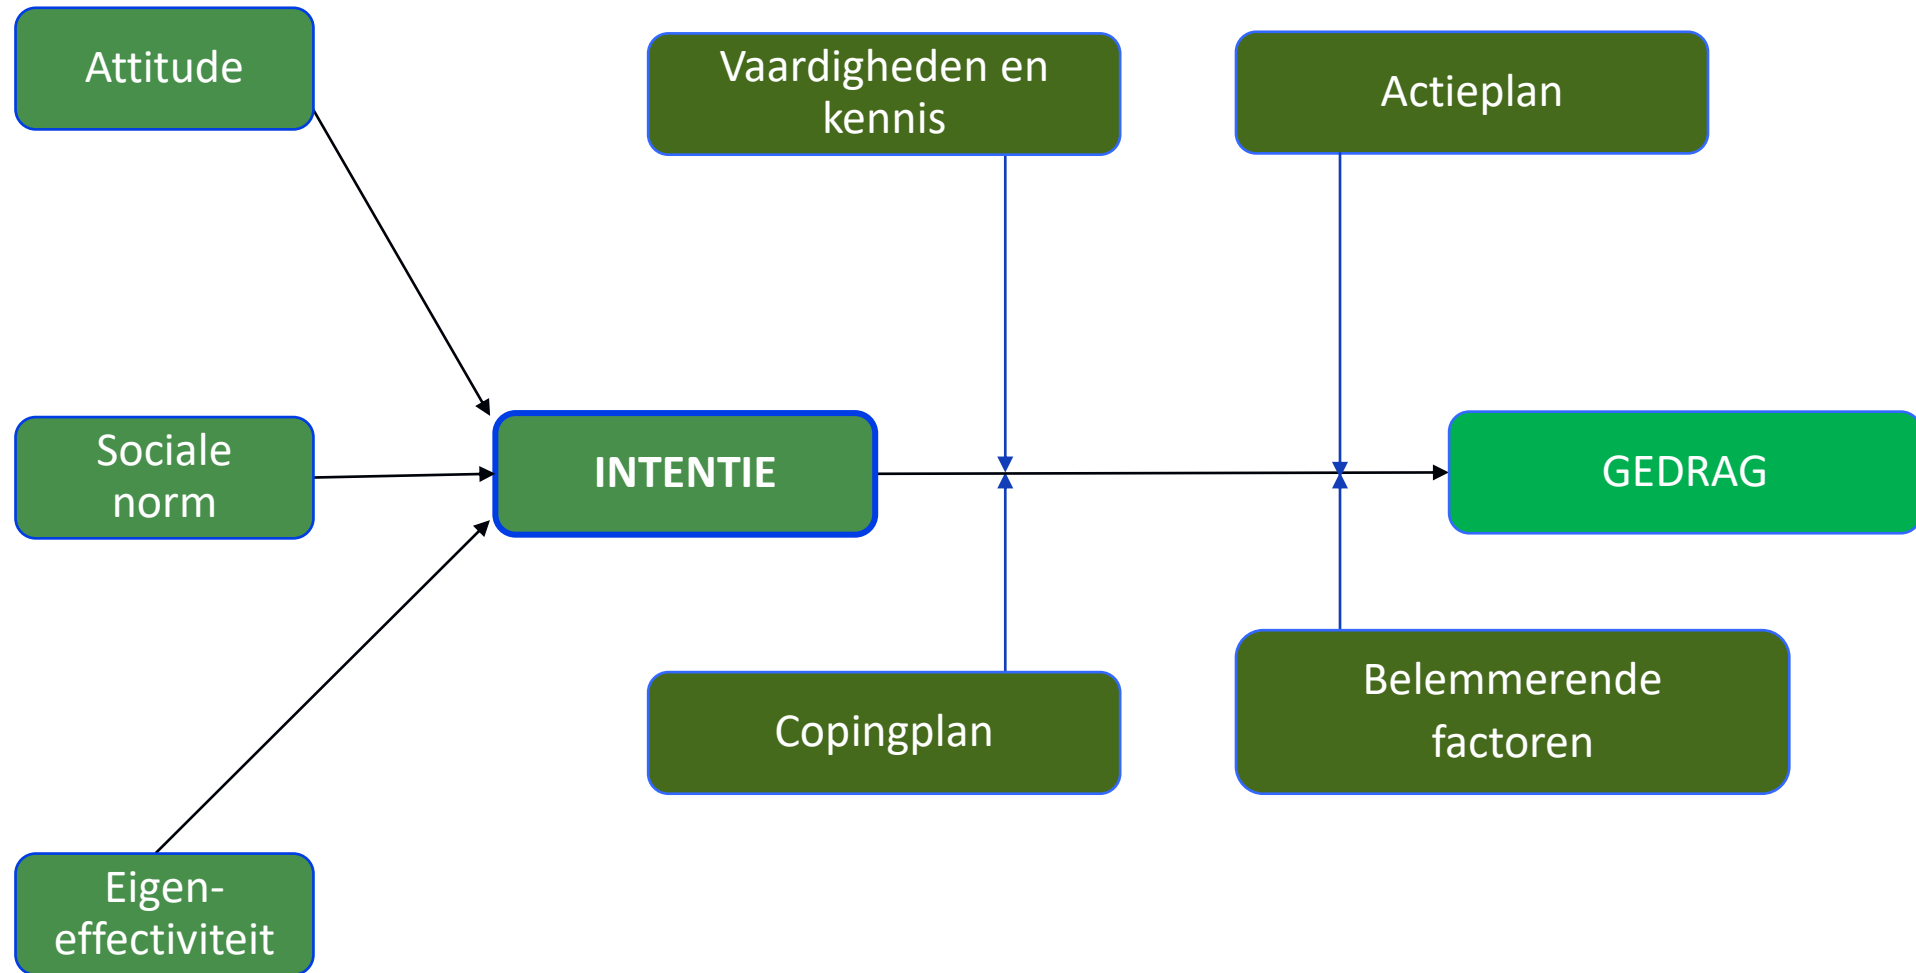 Attitude
Vaardigheden en
kennis
Actieplan
Sociale
norm
INTENTIE
GEDRAG
Copingplan
Belemmerende
factoren
Eigen-
effectiviteit